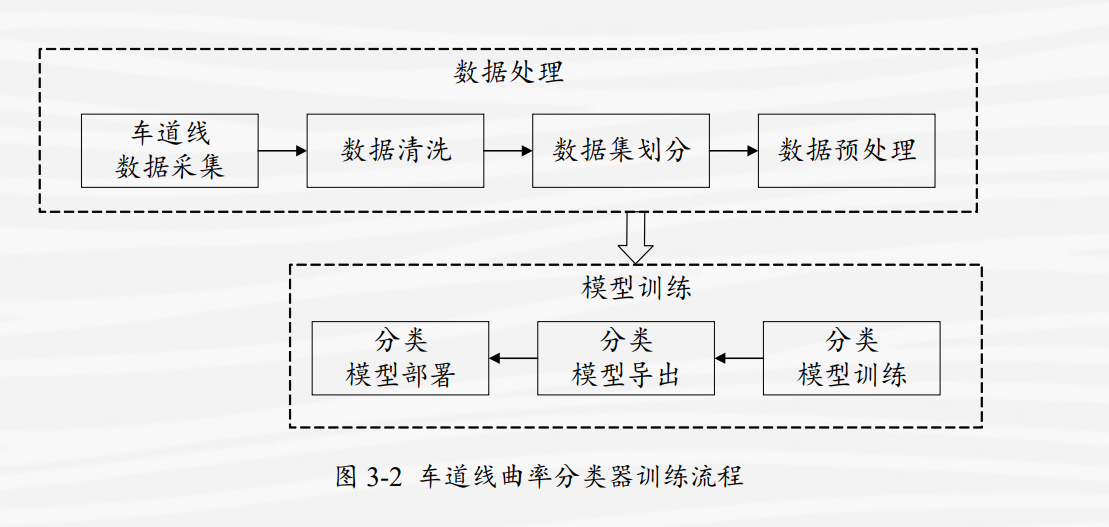 数据处理
车道线
数据采集
数据清洗
数据集划分
数据预处理
模型训练
分类
模型部署
分类
模型导出
分类
模型训练
图 3-2 车道线曲率分类器训练流程